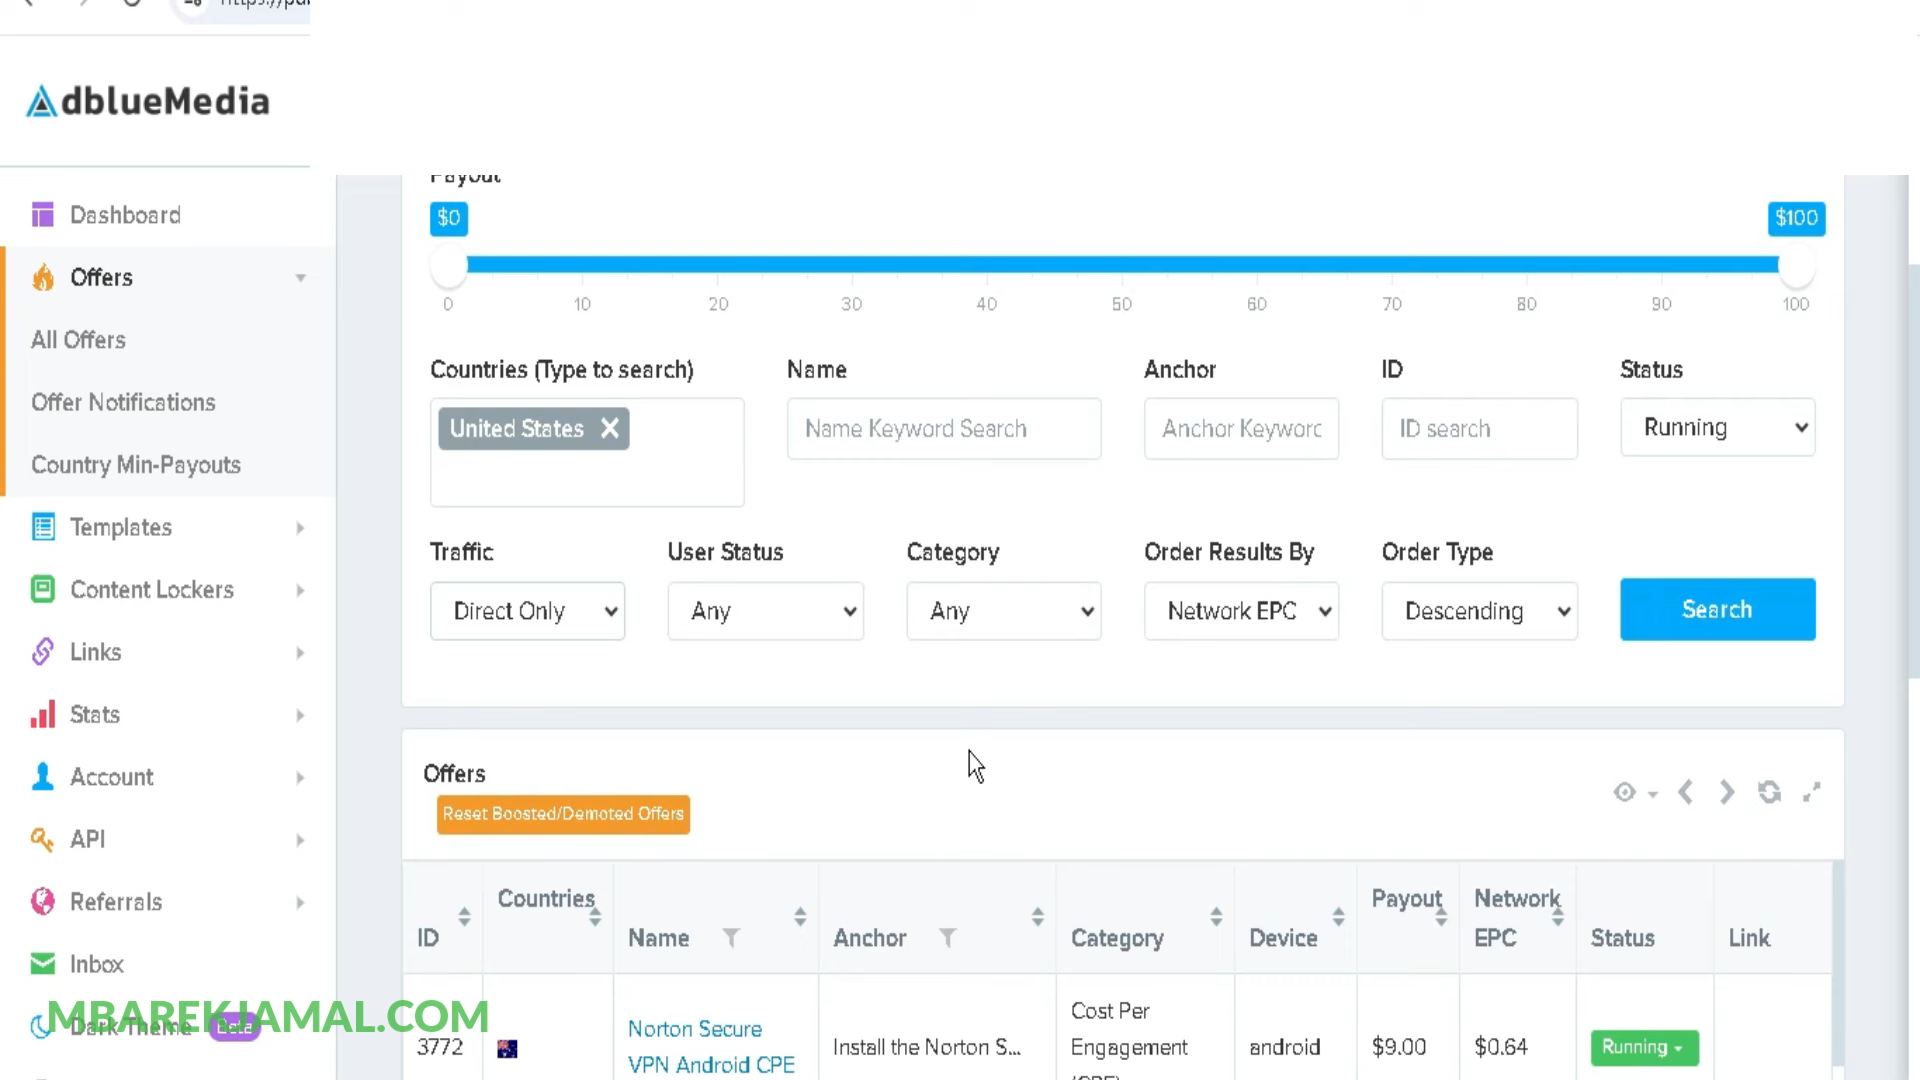 AdblueMedia
Payout
$0
$100
0 10 20 30 40 50 60 70 80 90 100
Dashboard
Offers
All Offers
Offer Notifications
Country Min-Payouts
Templates
Content Lockers
Links
Stats
Account
API
Referrals
Inbox
Dark Theme Beta
MBAREKJAMAL.COM
Countries (Type to search) Name Anchor ID Status
United States Name Keyword Search Anchor Keyworc ID search Running
Traffic User Status Category Order Results By Order Type
Direct Only Any Any Network EPC Descending Search
Offers
Reset Boosted/Demoted Offers
ID Countries Name Anchor Category Device Payout Network EPC Status Link
3772 Norton Secure VPN Android CPE Install the Norton S... Cost Per Engagement android $9.00 $0.64 Running